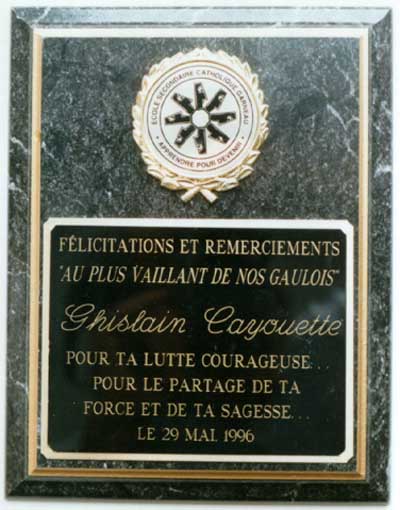 ÉCOLE SECONDAIRE CATHOLIQUE GARNEAU
• APPRENDRE POUR DEVENIR •
FÉLICITATIONS ET REMERCIEMENTS
"AU PLUS VAILLANT DE NOS GAULOIS"
Ghislain Cayouette
POUR TA LUTTE COURAGEUSE...
POUR LE PARTAGE DE TA
FORCE ET DE TA SAGESSE...
LE 29 MAI, 1996